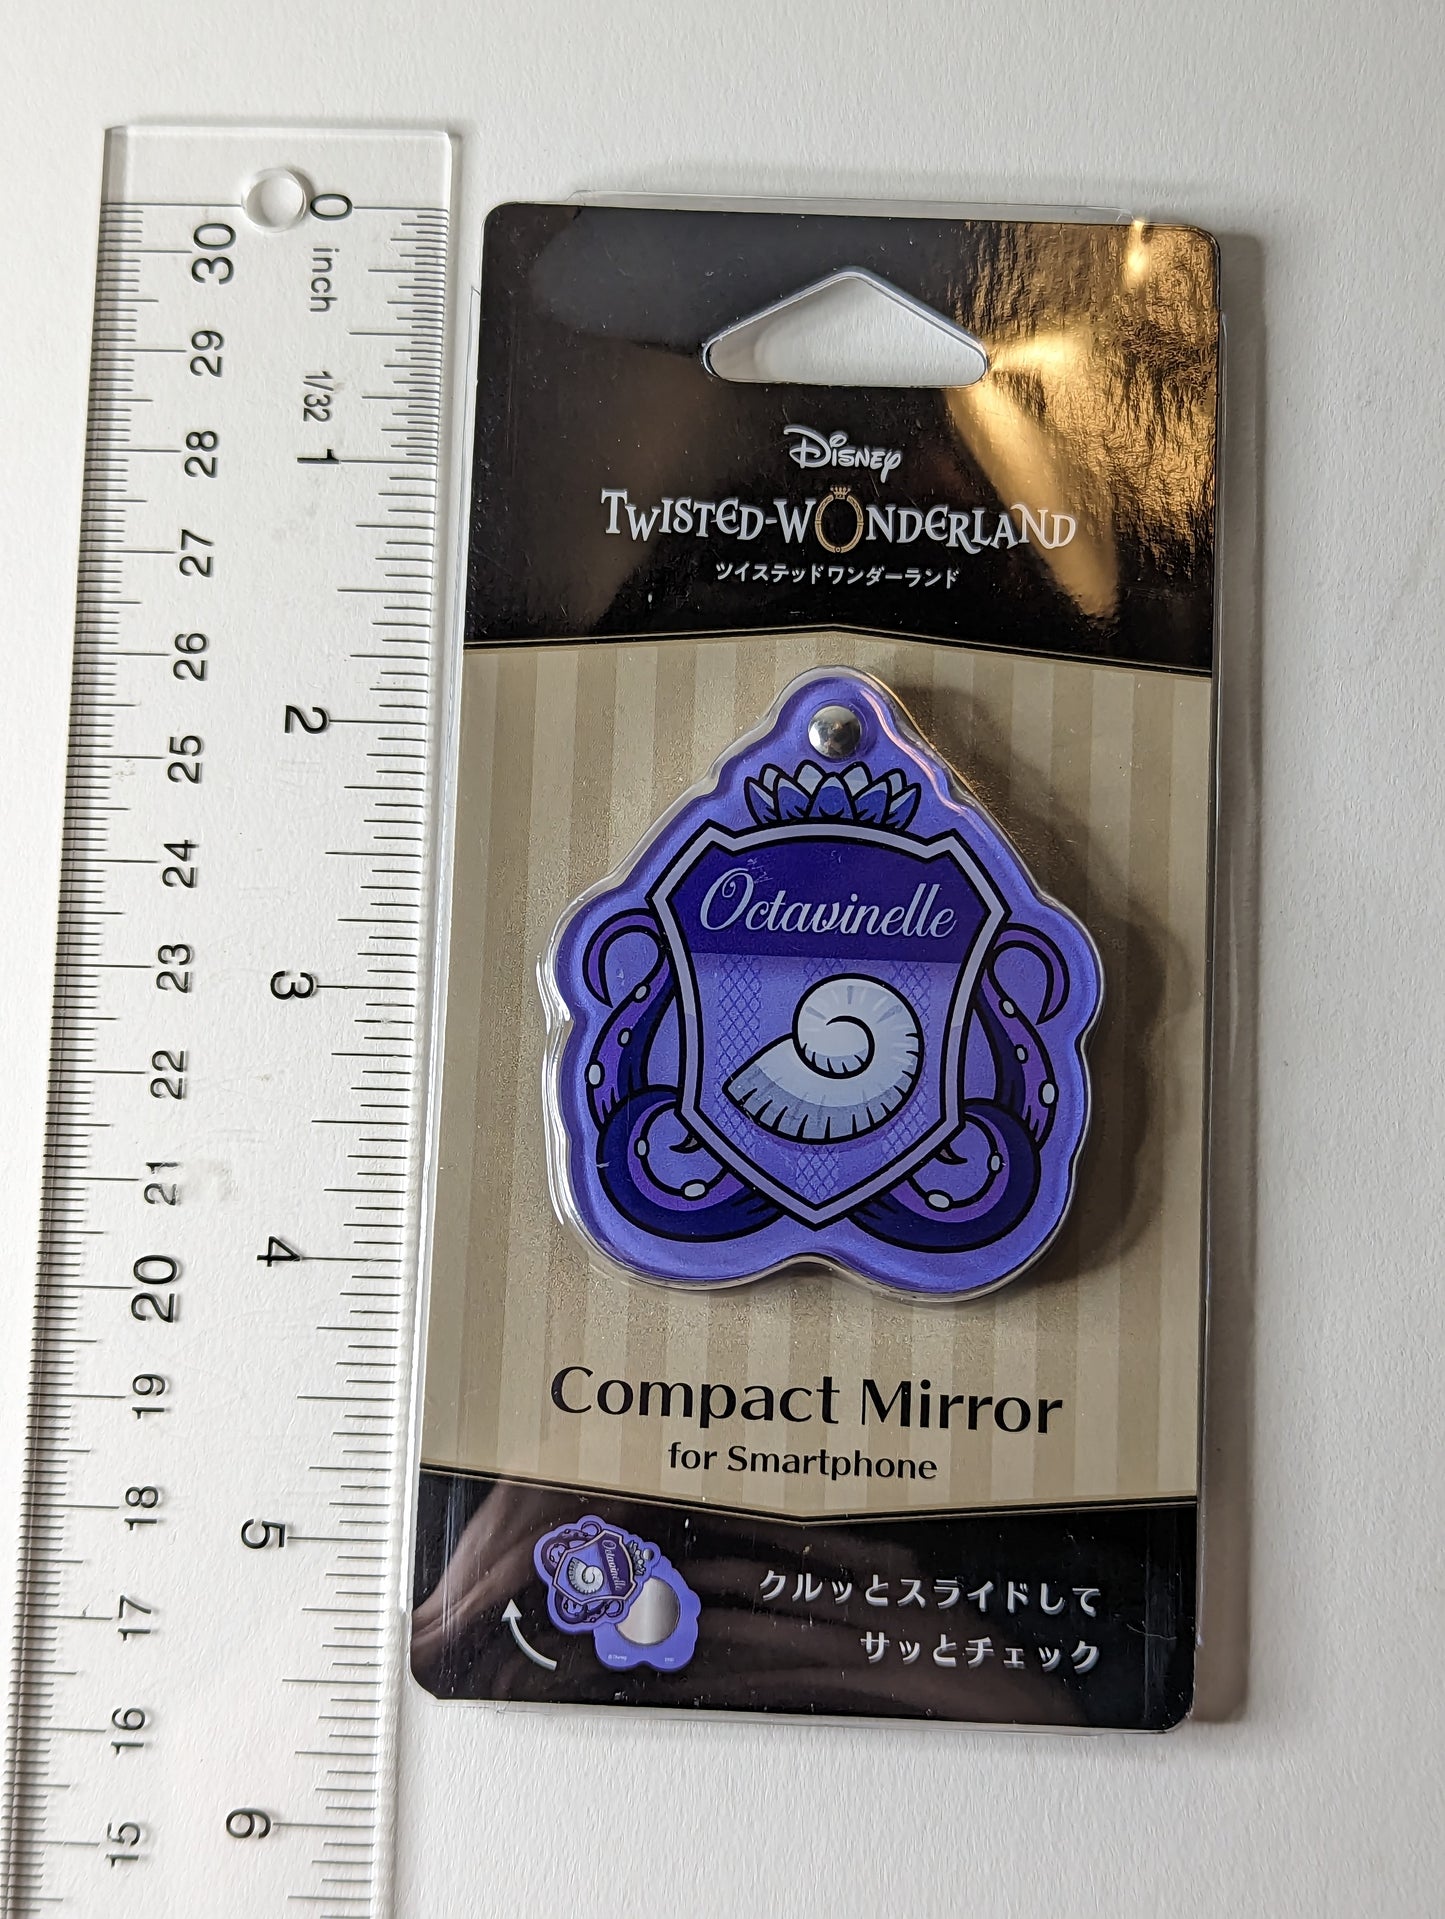 0
inch
1/32
1
2
3
4
5
6
30
29
28
27
26
25
24
23
22
21
20
19
18
17
16
15
Disney
TWISTED-WONDERLAND
ツイステッドワンダーランド
Octavinelle
Compact Mirror
for Smartphone
Octavinelle
©Disney
クルッとスライドして
サッとチェック